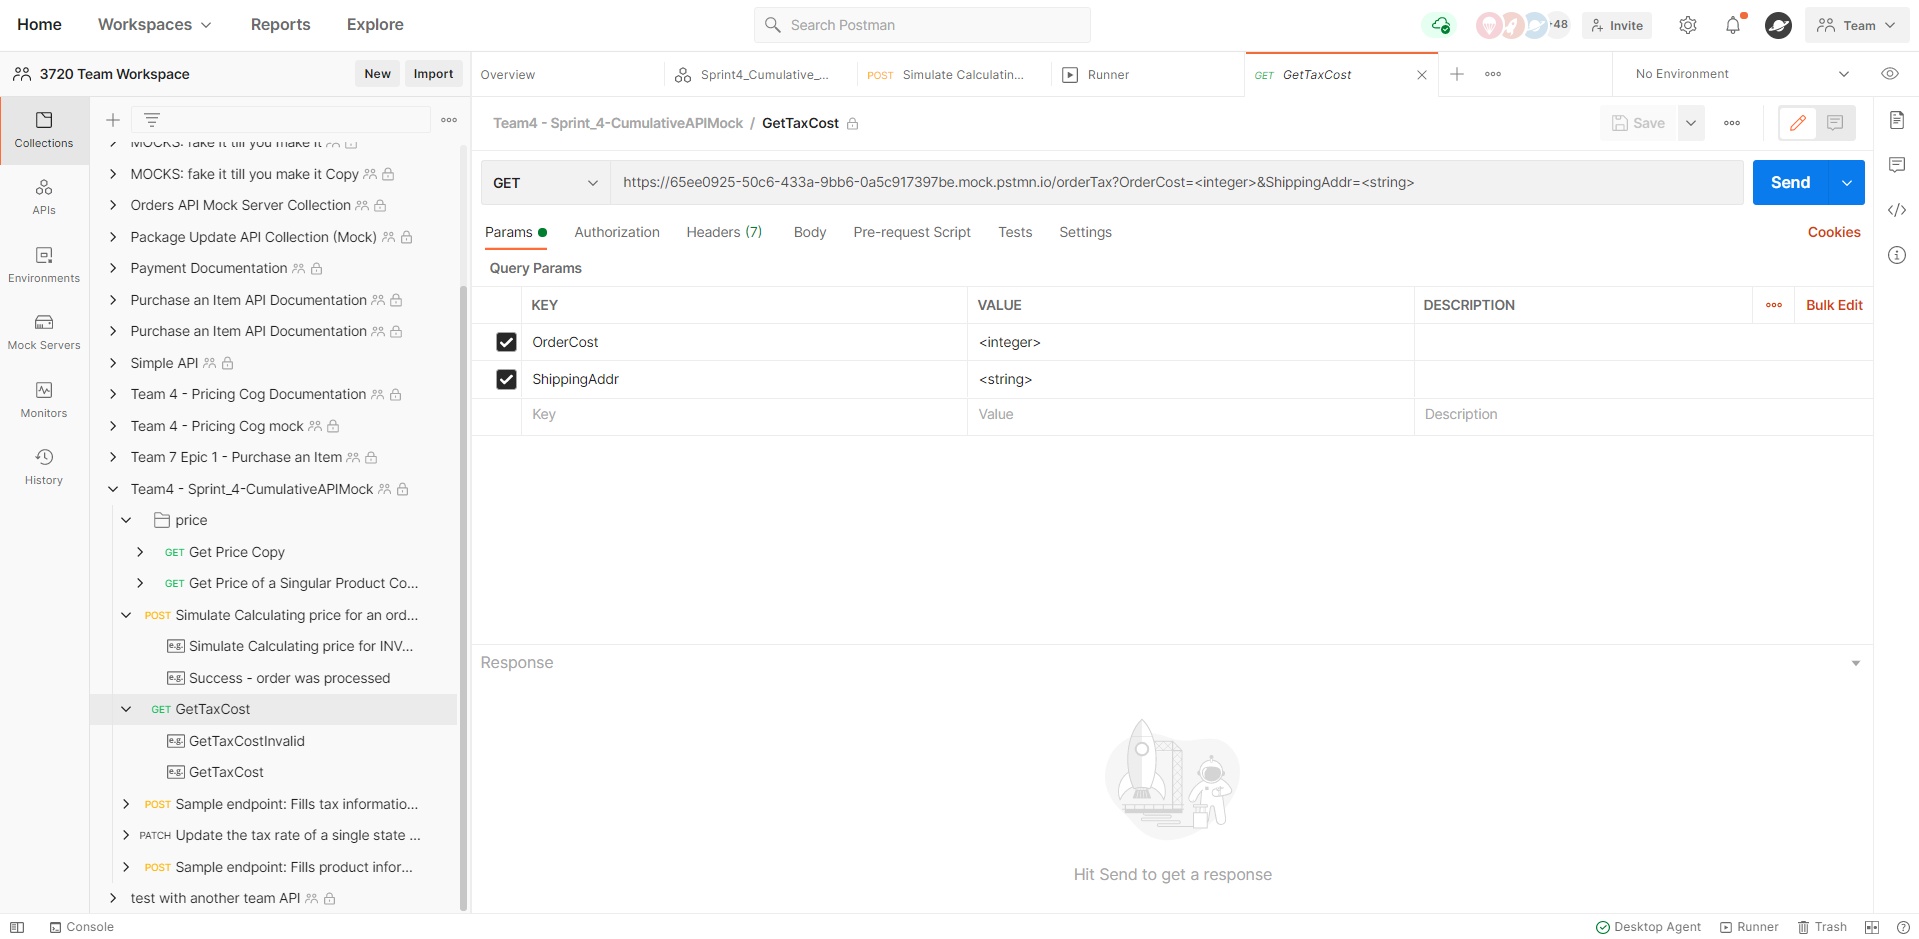 Home
Workspaces
Reports
Explore
Search Postman
+48
Invite
Team
3720 Team Workspace
New
Import
Overview
Sprint4_Cumulative_...
POST Simulate Calculatin...
Runner
GET GetTaxCost
No Environment
Collections
APIs
Environments
Mock Servers
Monitors
History
MOCKS: fake it till you make it
MOCKS: fake it till you make it Copy
Orders API Mock Server Collection
Package Update API Collection (Mock)
Payment Documentation
Purchase an Item API Documentation
Purchase an Item API Documentation
Simple API
Team 4 - Pricing Cog Documentation
Team 4 - Pricing Cog mock
Team 7 Epic 1 - Purchase an Item
Team4 - Sprint_4-CumulativeAPIMock
price
GET Get Price Copy
GET Get Price of a Singular Product Co...
POST Simulate Calculating price for an ord...
e.g. Simulate Calculating price for INV...
e.g. Success - order was processed
GET GetTaxCost
e.g. GetTaxCostInvalid
e.g. GetTaxCost
POST Sample endpoint: Fills tax informatio...
PATCH Update the tax rate of a single state ...
POST Sample endpoint: Fills product infor...
test with another team API
Team4 - Sprint_4-CumulativeAPIMock / GetTaxCost
Save
GET
https://65ee0925-50c6-433a-9bb6-0a5c917397be.mock.pstmn.io/orderTax?OrderCost=<integer>&ShippingAddr=<string>
Send
Params
Authorization
Headers (7)
Body
Pre-request Script
Tests
Settings
Cookies
Query Params
KEY VALUE DESCRIPTION
Bulk Edit
OrderCost <integer>
ShippingAddr <string>
Key Value Description
Response
Hit Send to get a response
Console
Desktop Agent
Runner
Trash